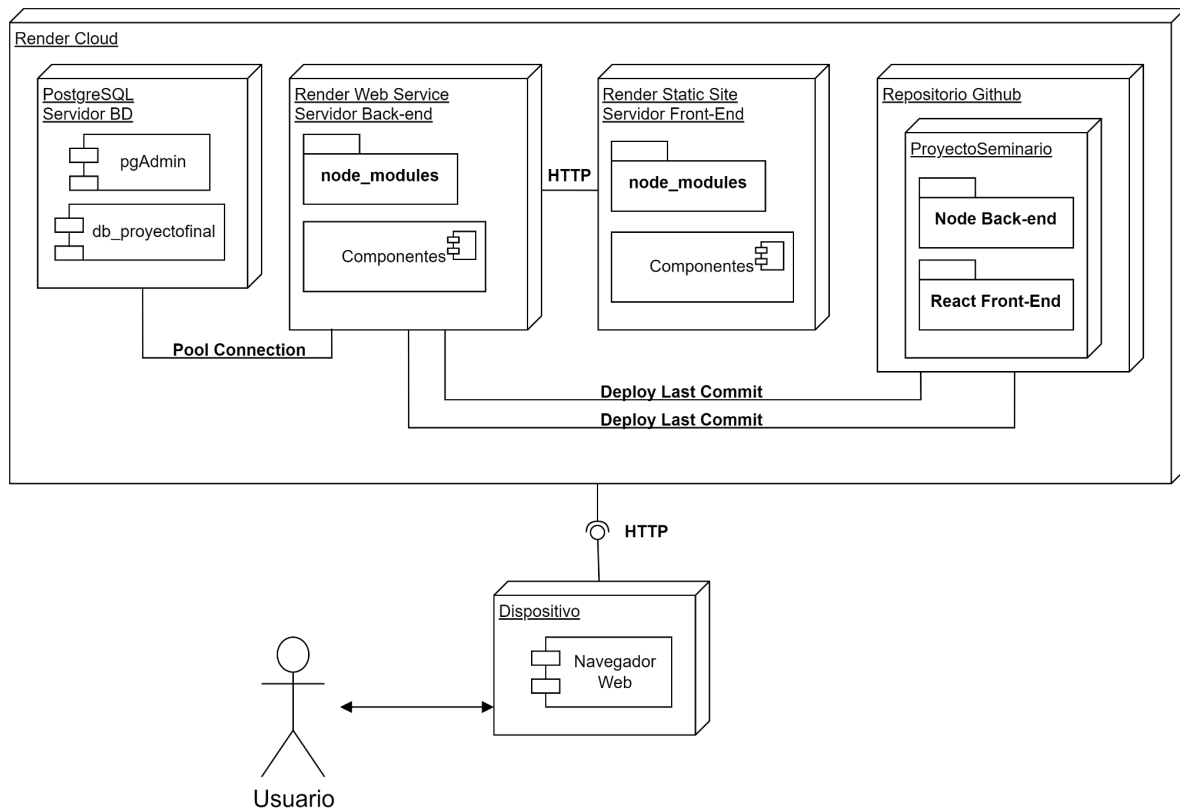 Render Cloud
PostgreSQL
Servidor BD
pgAdmin
db_proyectofinal
Render Web Service
Servidor Back-end
node_modules
Componentes
HTTP
Render Static Site
Servidor Front-End
node_modules
Componentes
Repositorio Github
ProyectoSeminario
Node Back-end
React Front-End
Pool Connection
Deploy Last Commit
Deploy Last Commit
HTTP
Dispositivo
Navegador
Web
Usuario